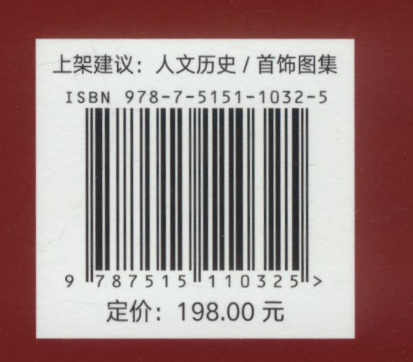 上架建议：人文历史 / 首饰图集
ISBN 978-7-5151-1032-5
9 787515 110325 >
定价：198.00 元